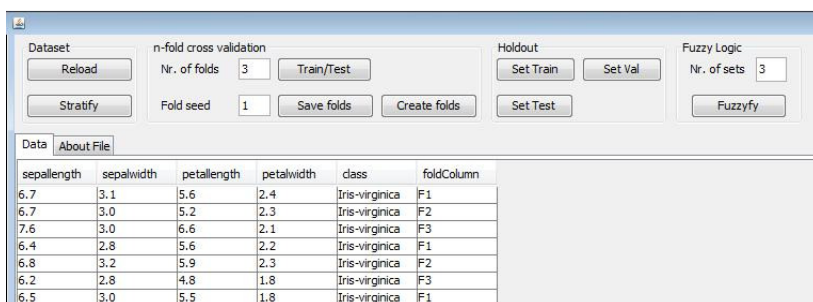 Dataset
n-fold cross validation
Holdout
Fuzzy Logic
Reload
Nr. of folds 3 Train/Test
Set Train Set Val
Nr. of sets 3
Stratify
Fold seed 1 Save folds Create folds
Set Test
Fuzzyfy
Data About File
sepallength sepalwidth petallength petalwidth class foldColumn
6.7 3.1 5.6 2.4 Iris-virginica F1
6.7 3.0 5.2 2.3 Iris-virginica F2
7.6 3.0 6.6 2.1 Iris-virginica F3
6.4 2.8 5.6 2.2 Iris-virginica F1
6.8 3.2 5.9 2.3 Iris-virginica F2
6.2 2.8 4.8 1.8 Iris-virginica F3
6.5 3.0 5.5 1.8 Iris-virginica F1